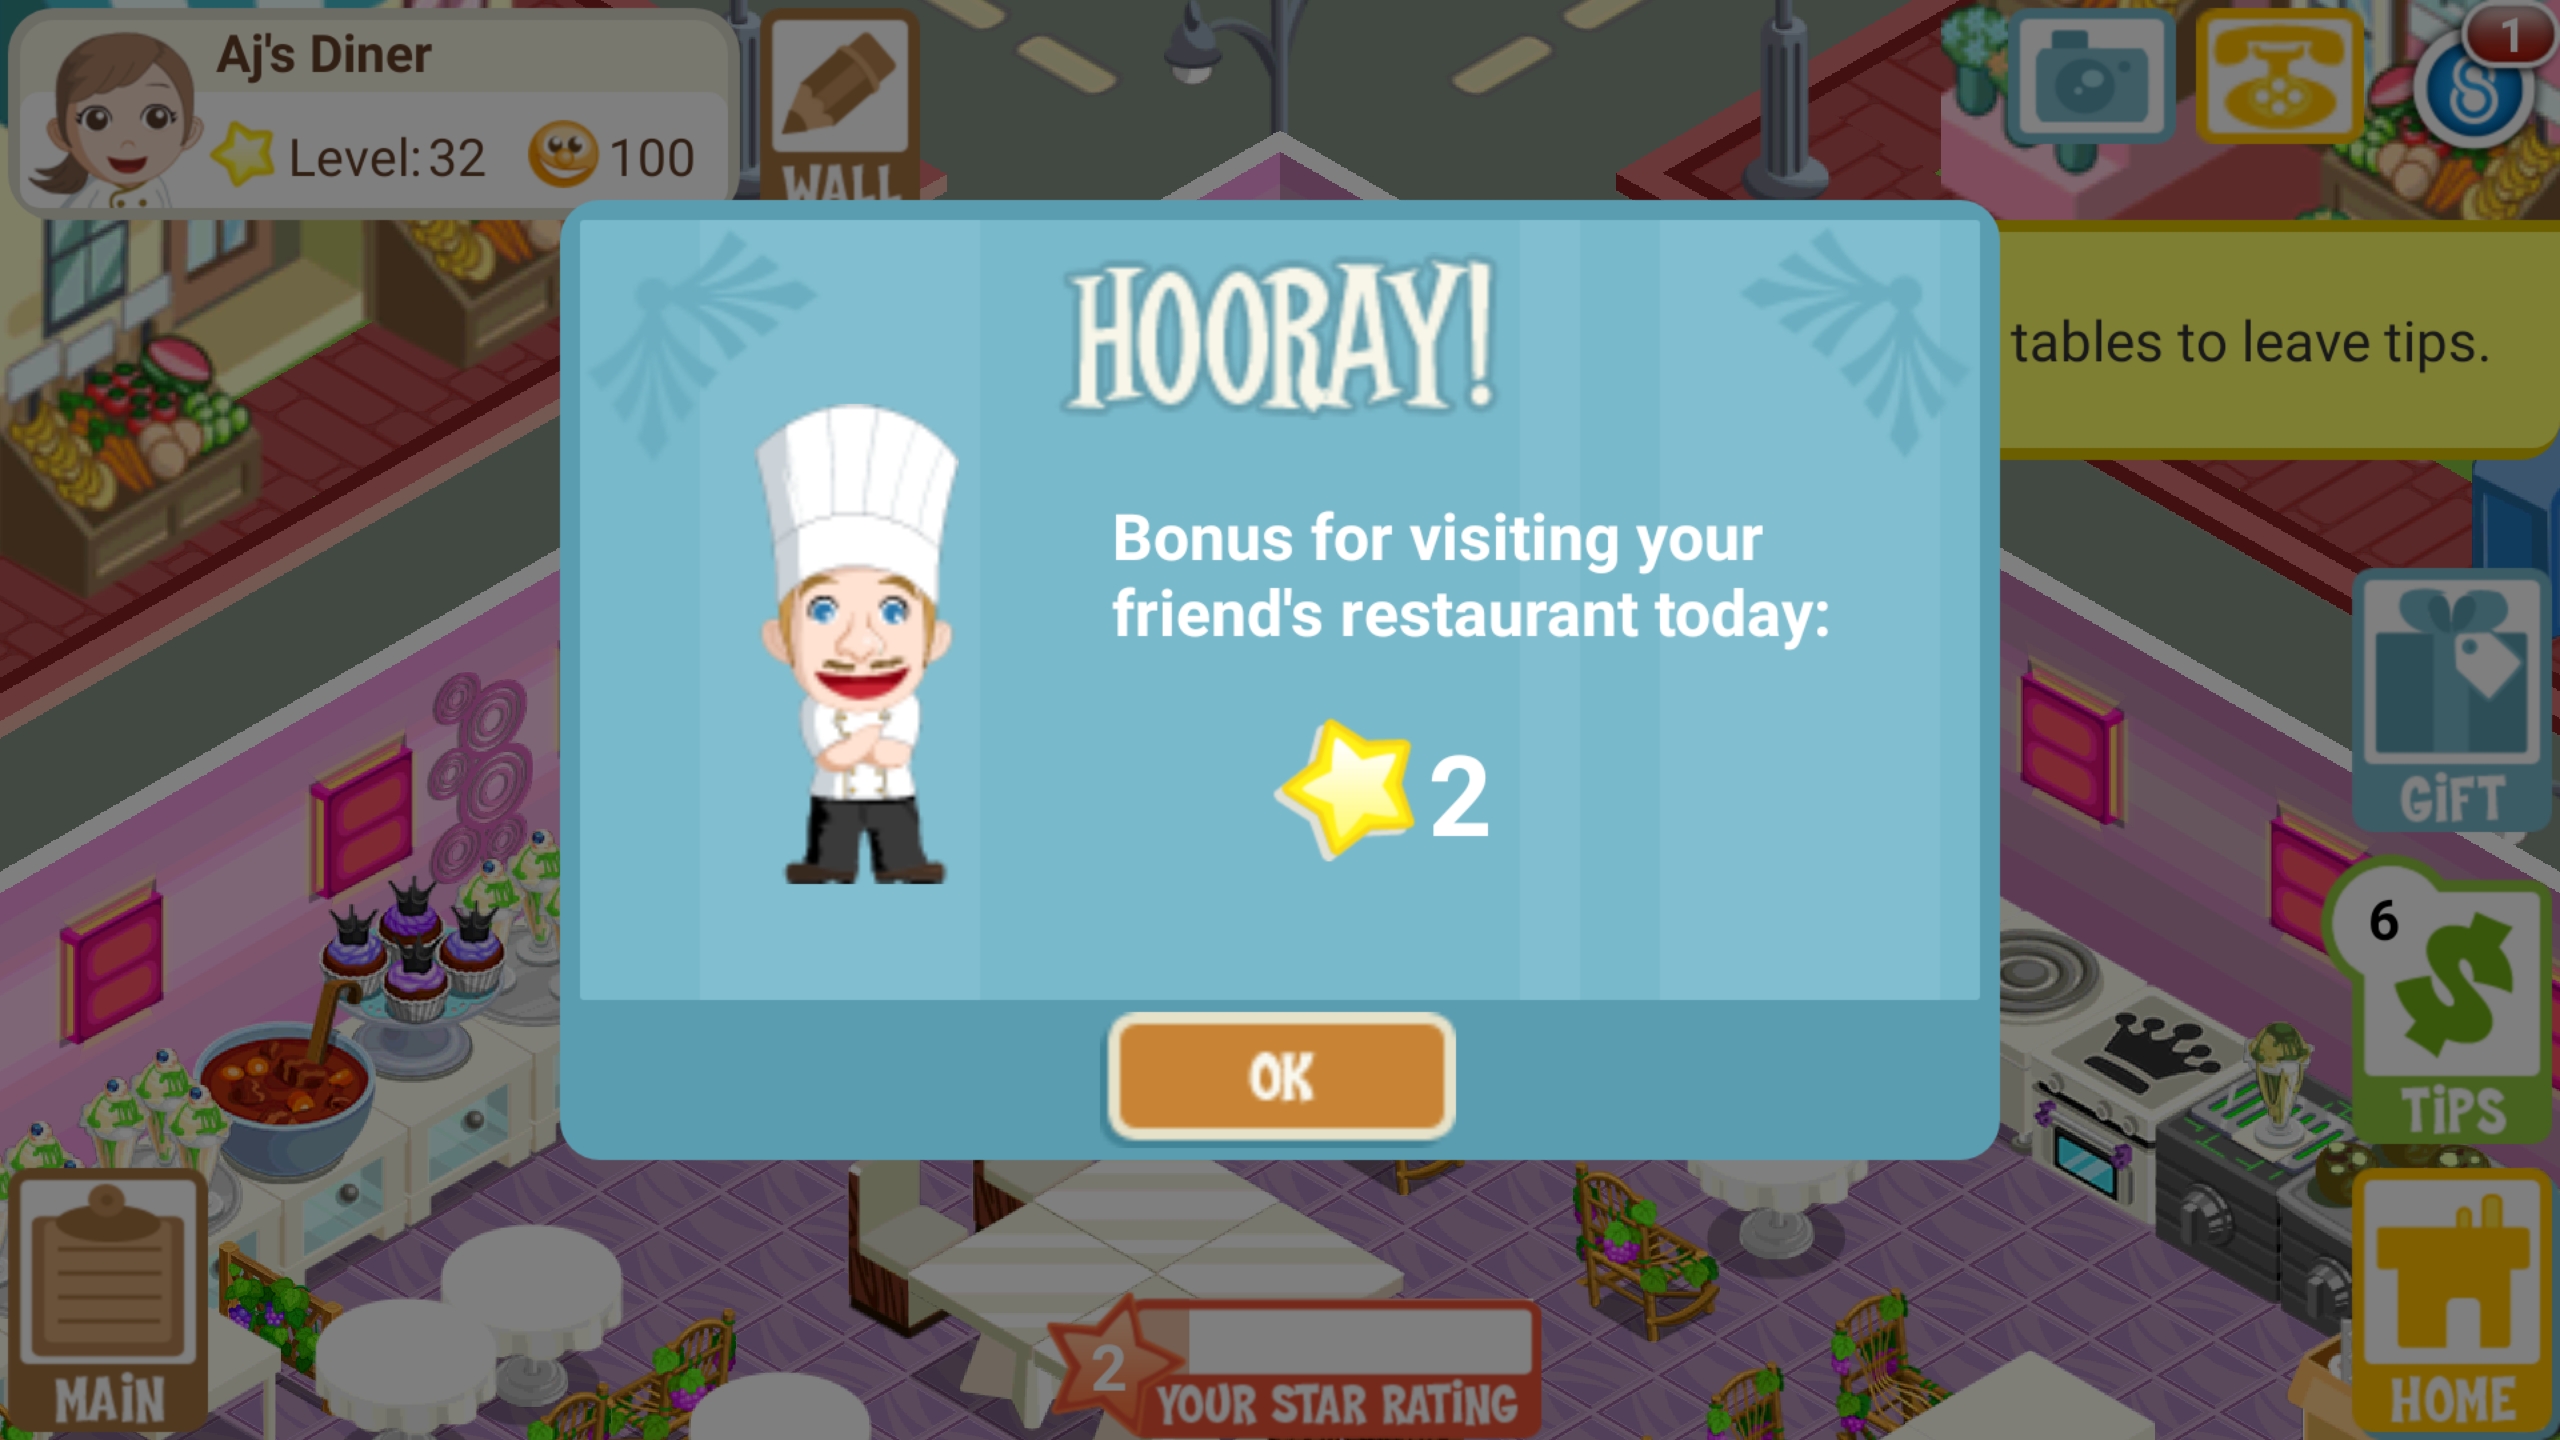 Aj's Diner
Level: 32
100
WALL
1
tables to leave tips.
HOORAY!
Bonus for visiting your
friend's restaurant today:
2
OK
GIFT
6
TIPS
MAIN
2
YOUR STAR RATING
HOME